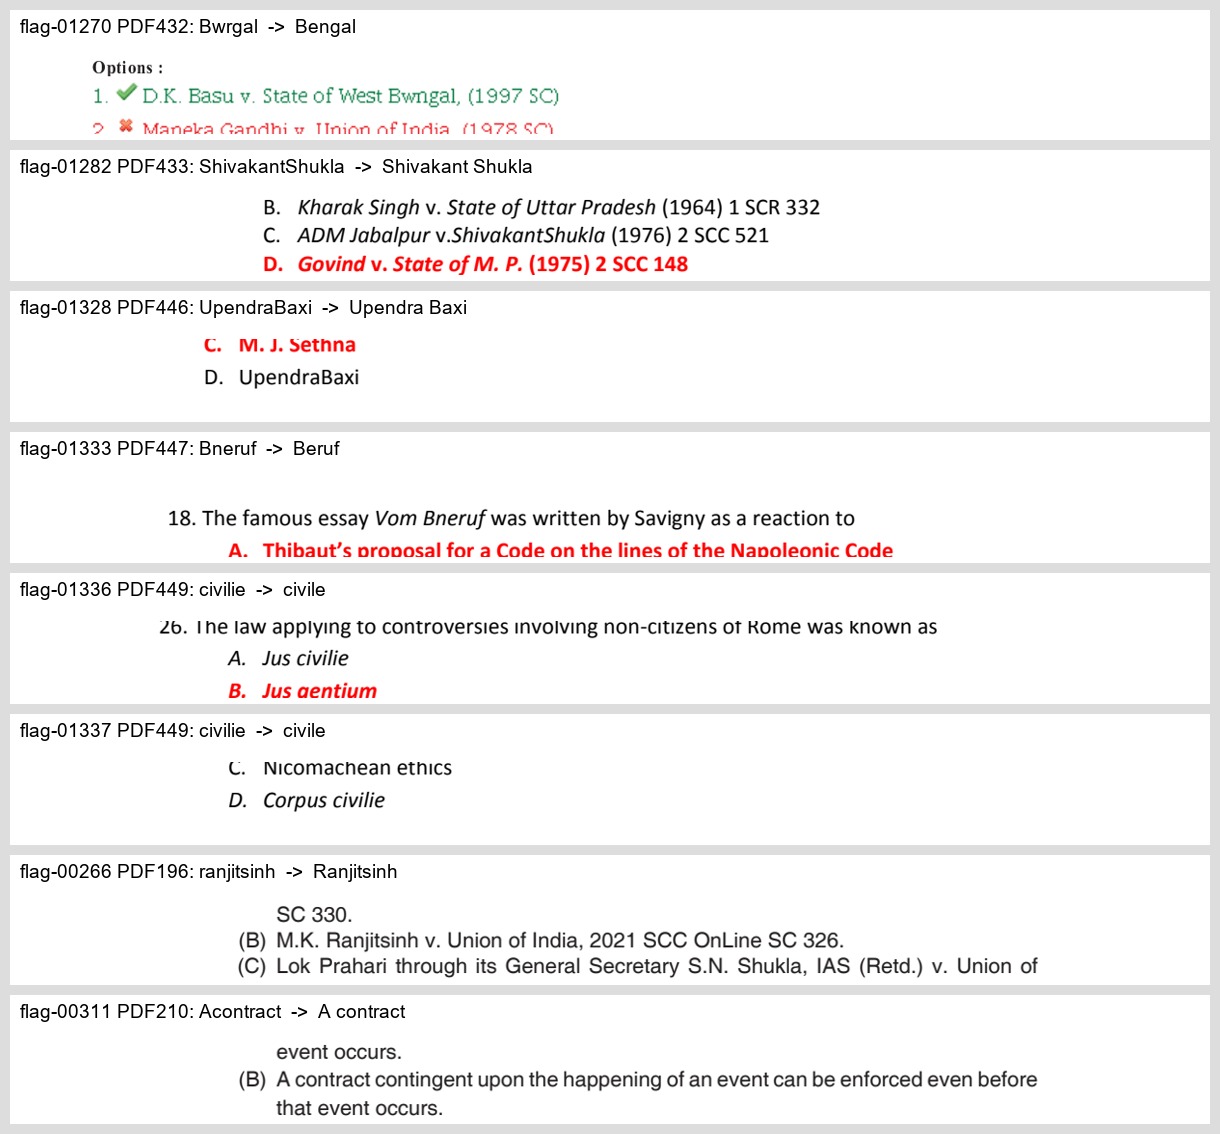 flag-01270 PDF432: Bwrgal -> Bengal
Options :
1. D.K. Basu v. State of West Bwngal, (1997 SC)
2. Maneka Gandhi v. Union of India, (1978 SC)
flag-01282 PDF433: ShivakantShukla -> Shivakant Shukla
B. Kharak Singh v. State of Uttar Pradesh (1964) 1 SCR 332
C. ADM Jabalpur v.ShivakantShukla (1976) 2 SCC 521
D. Govind v. State of M. P. (1975) 2 SCC 148
flag-01328 PDF446: UpendraBaxi -> Upendra Baxi
C. M. J. Sethna
D. UpendraBaxi
flag-01333 PDF447: Bneruf -> Beruf
18. The famous essay Vom Bneruf was written by Savigny as a reaction to
A. Thibaut's proposal for a Code on the lines of the Napoleonic Code
flag-01336 PDF449: civilie -> civile
26. The law applying to controversies involving non-citizens of Rome was known as
A. Jus civilie
B. Jus gentium
flag-01337 PDF449: civilie -> civile
C. Nicomachean ethics
D. Corpus civilie
flag-00266 PDF196: ranjitsinh -> Ranjitsinh
SC 330.
(B) M.K. Ranjitsinh v. Union of India, 2021 SCC OnLine SC 326.
(C) Lok Prahari through its General Secretary S.N. Shukla, IAS (Retd.) v. Union of
flag-00311 PDF210: Acontract -> A contract
event occurs.
(B) A contract contingent upon the happening of an event can be enforced even before
that event occurs.